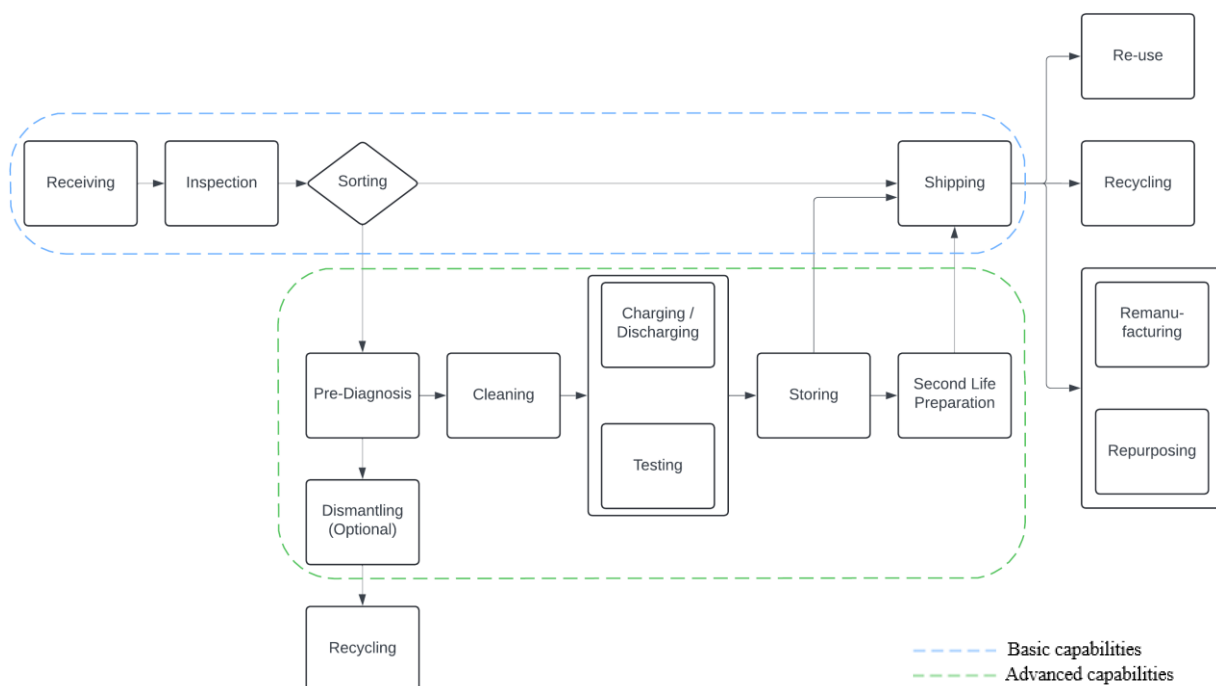 Re-use
Receiving
Inspection
Sorting
Shipping
Recycling
Charging /
Discharging
Remanu-
facturing
Pre-Diagnosis
Cleaning
Storing
Second Life
Preparation
Testing
Repurposing
Dismantling
(Optional)
Recycling
Basic capabilities
Advanced capabilities